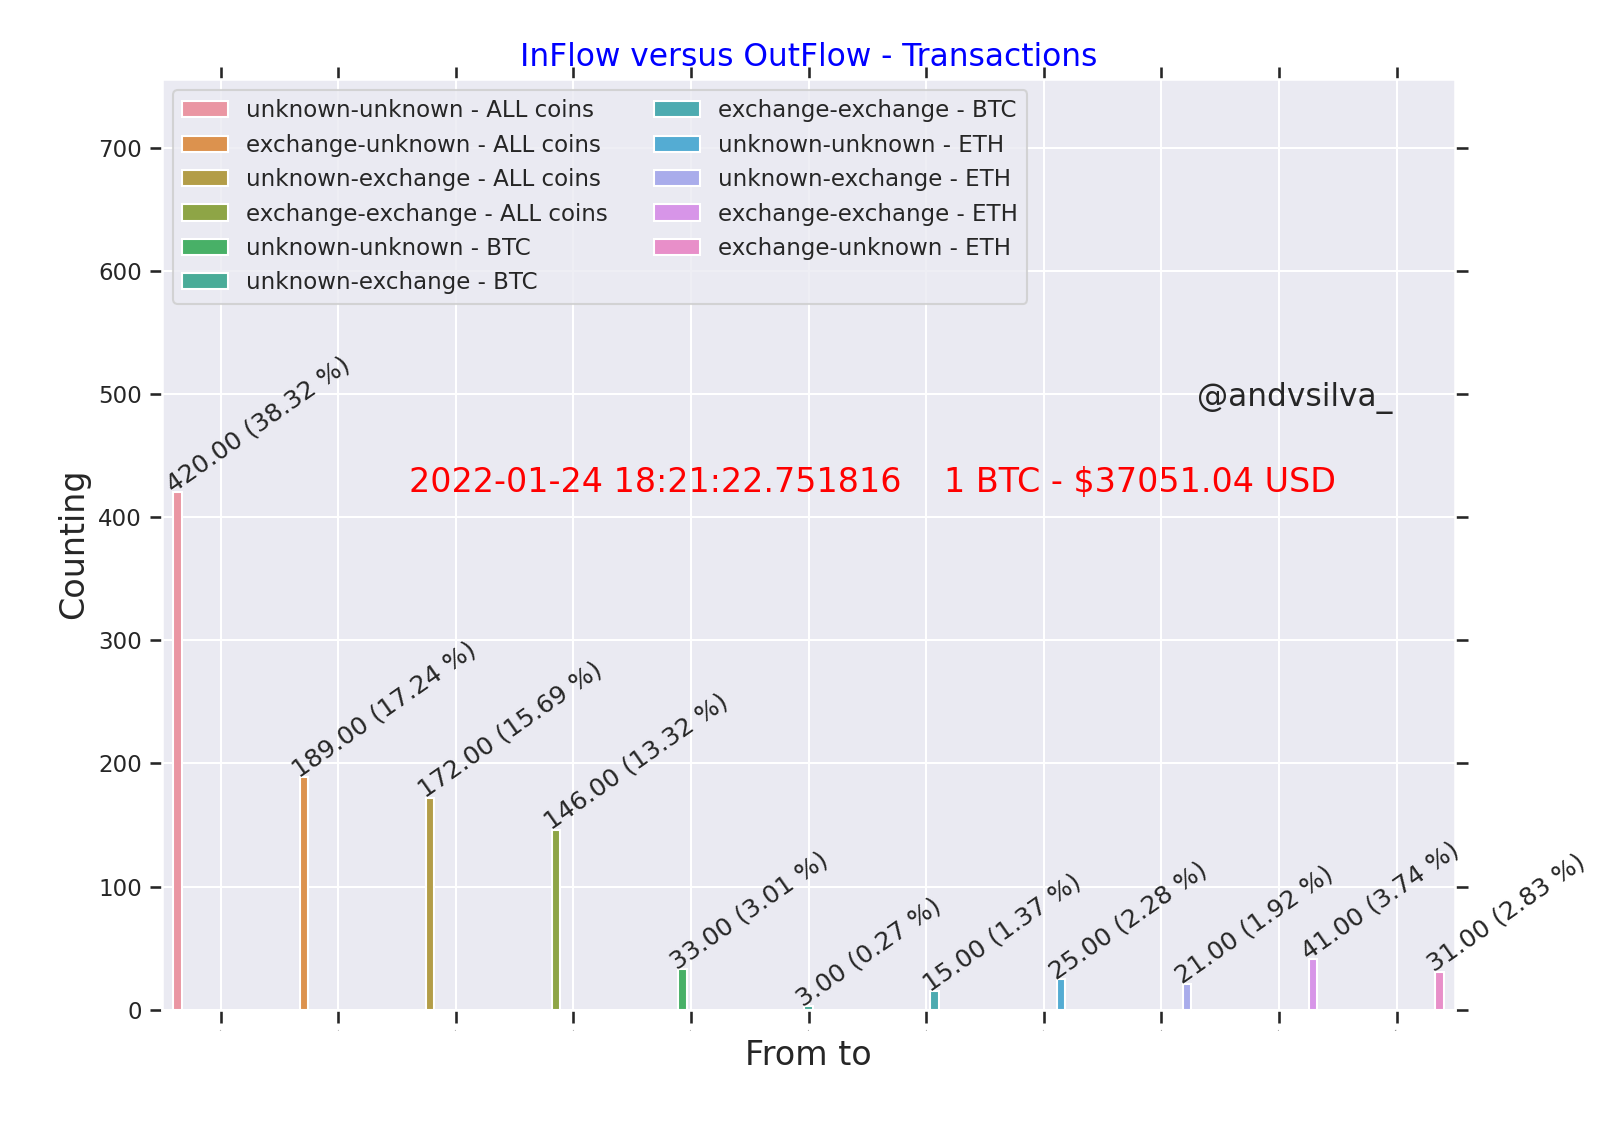 InFlow versus OutFlow - Transactions
unknown-unknown - ALL coins
exchange-unknown - ALL coins
unknown-exchange - ALL coins
exchange-exchange - ALL coins
unknown-unknown - BTC
unknown-exchange - BTC
exchange-exchange - BTC
unknown-unknown - ETH
unknown-exchange - ETH
exchange-exchange - ETH
exchange-unknown - ETH
700
600
500
400
300
200
100
0
Counting
@andvsilva_
2022-01-24 18:21:22.751816 1 BTC - $37051.04 USD
420.00 (38.32 %)
189.00 (17.24 %)
172.00 (15.69 %)
146.00 (13.32 %)
33.00 (3.01 %)
3.00 (0.27 %)
15.00 (1.37 %)
25.00 (2.28 %)
21.00 (1.92 %)
41.00 (3.74 %)
31.00 (2.83 %)
From to